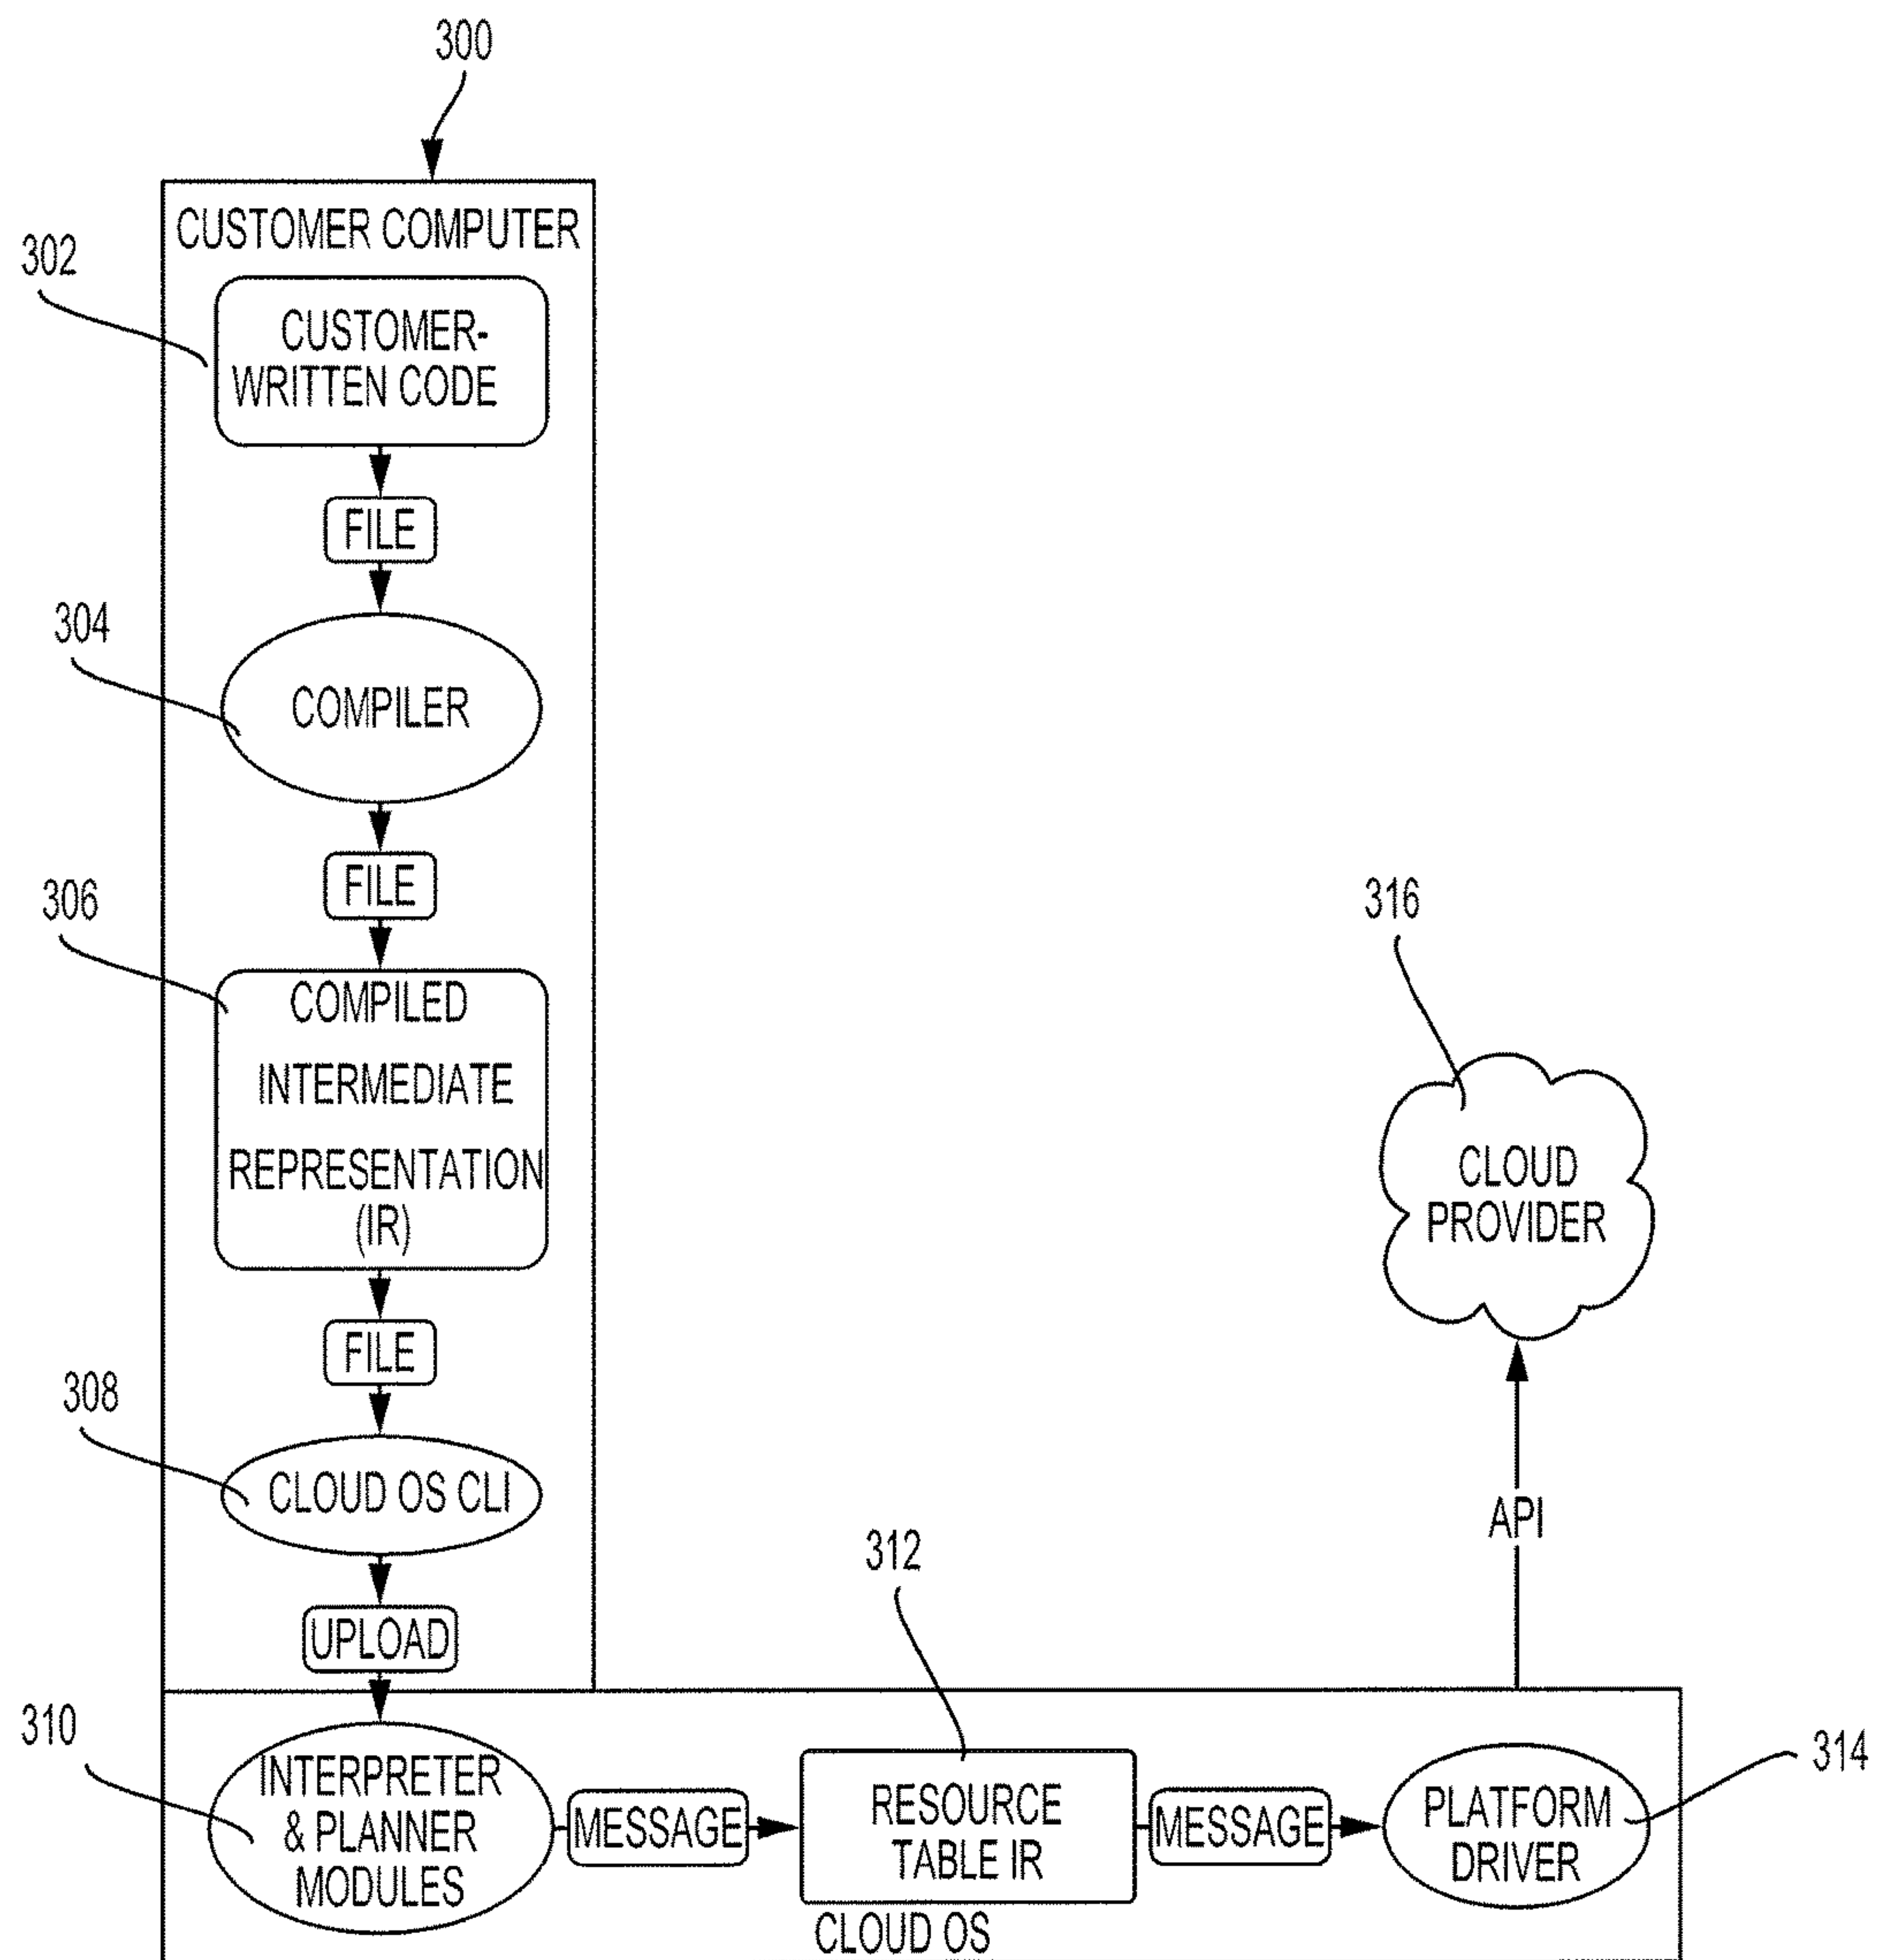 300
CUSTOMER COMPUTER
302
CUSTOMER-
WRITTEN CODE
FILE
304
COMPILER
FILE
306
COMPILED
INTERMEDIATE
REPRESENTATION
(IR)
FILE
308
CLOUD OS CLI
UPLOAD
310
INTERPRETER
& PLANNER
MODULES
MESSAGE
312
RESOURCE
TABLE IR
MESSAGE
PLATFORM
DRIVER
314
CLOUD OS
API
316
CLOUD
PROVIDER